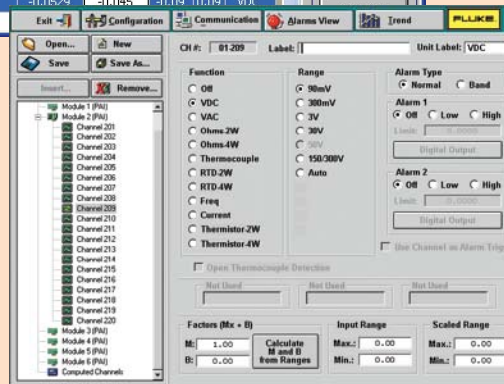 -0.0529 -0.045 -0.09 (0.09) VDC
Exit Configuration Communication Alarms View Trend FLUKE
Open... New
Save Save As...
Insert... Remove...
Module 1 (PAI)
Module 2 (PAI)
Channel 201
Channel 202
Channel 203
Channel 204
Channel 205
Channel 206
Channel 207
Channel 208
Channel 209
Channel 210
Channel 211
Channel 212
Channel 213
Channel 214
Channel 215
Channel 216
Channel 217
Channel 218
Channel 219
Channel 220
Module 3 (PAI)
Module 4 (PAI)
Module 5 (PAI)
Module 6 (PAI)
Computed Channels
CH #: 01-209 Label: Unit Label: VDC
Function
Off
VDC
VAC
Ohms-2W
Ohms-4W
Thermocouple
RTD-2W
RTD-4W
Freq
Current
Thermistor-2W
Thermistor-4W
Range
90mV
300mV
3V
30V
50V
150/300V
Auto
Alarm Type
Normal Band
Alarm 1
Off Low High
Limit: 0.0000
Digital Output
Alarm 2
Off Low High
Limit: 0.0000
Digital Output
Use Channel as Alarm Trig
Open Thermocouple Detection
Not Used Not Used Not Used
Factors (Mx + B)
M: 1.00
B: 0.00
Calculate M and B from Ranges
Input Range
Max.: 0.00
Min.: 0.00
Scaled Range
Max.: 0.00
Min.: 0.00